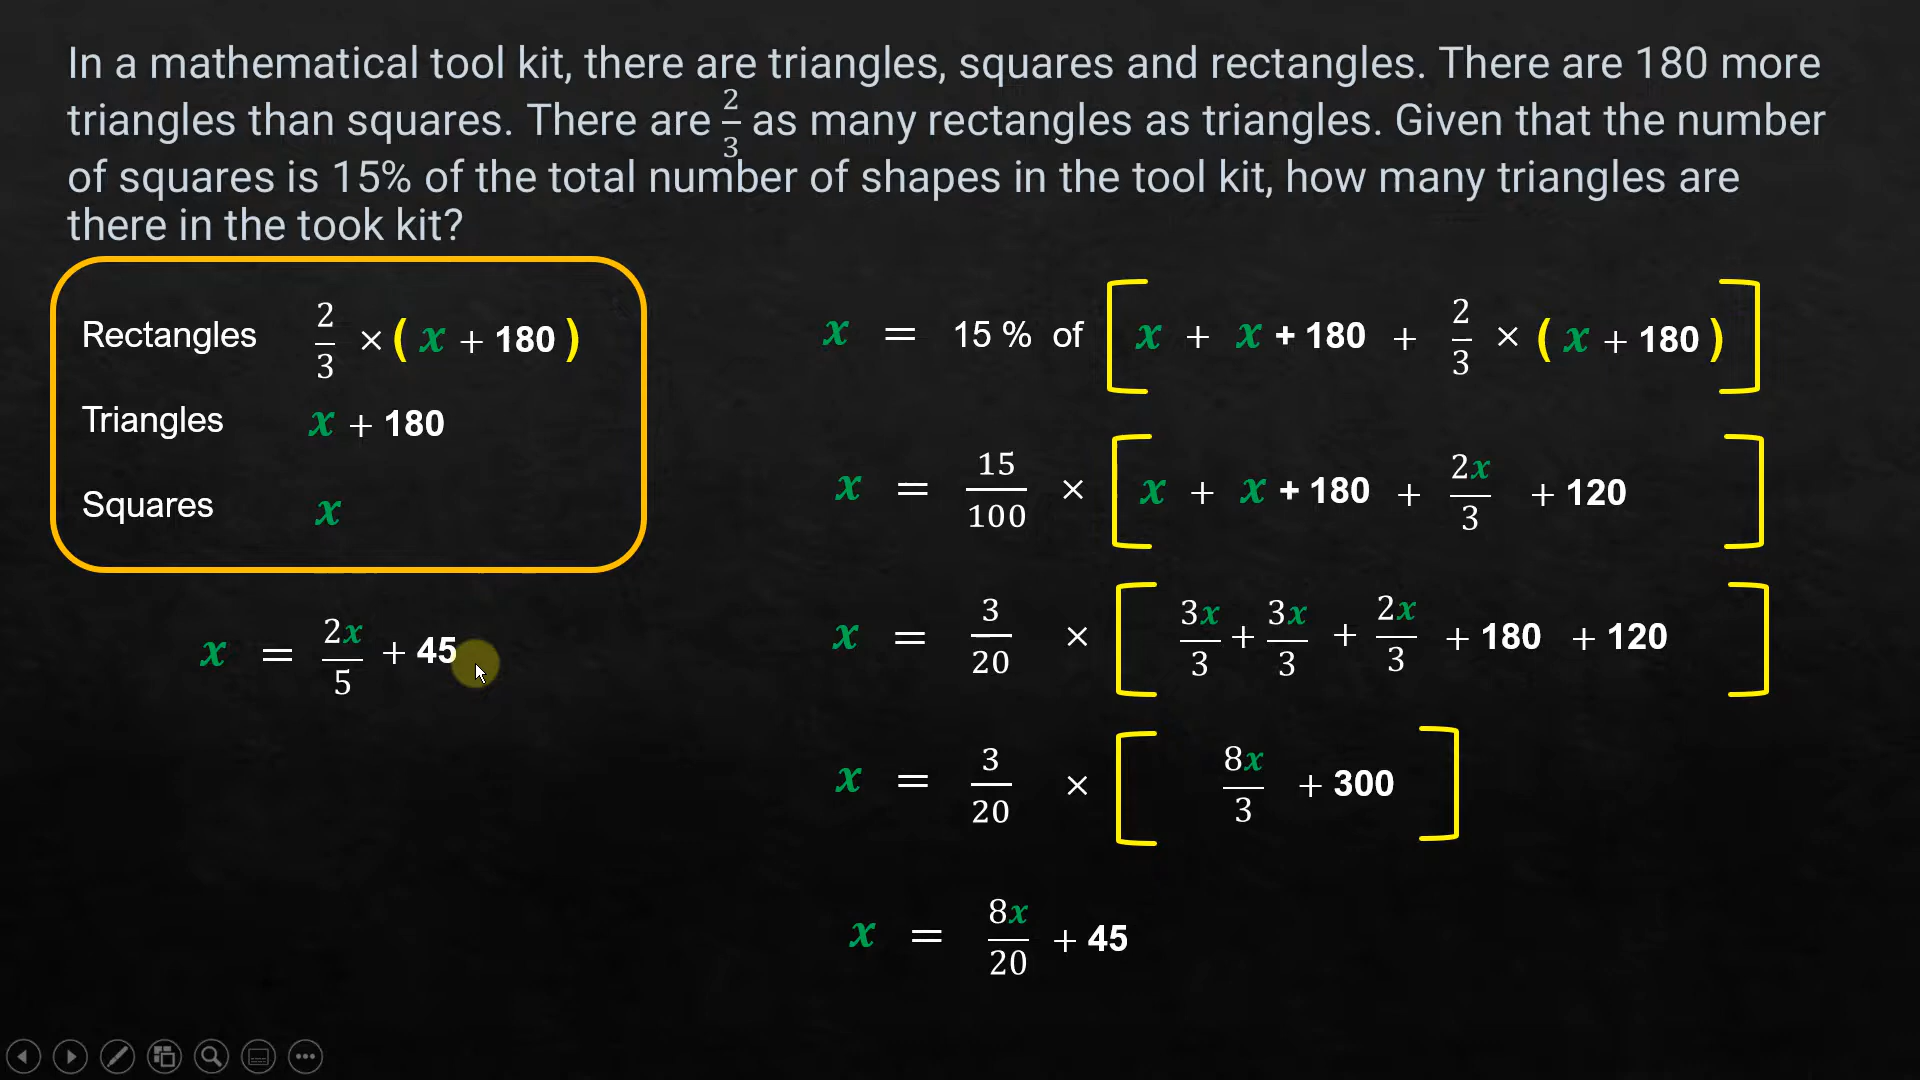 In a mathematical tool kit, there are triangles, squares and rectangles. There are 180 more
triangles than squares. There are 2/3 as many rectangles as triangles. Given that the number
of squares is 15% of the total number of shapes in the tool kit, how many triangles are
there in the took kit?
Rectangles 2/3 × ( x + 180 )
Triangles x + 180
Squares x
x = 2x/5 + 45
x = 15 % of [ x + x + 180 + 2/3 × ( x + 180 ) ]
x = 15/100 × [ x + x + 180 + 2x/3 + 120 ]
x = 3/20 × [ 3x/3 + 3x/3 + 2x/3 + 180 + 120 ]
x = 3/20 × [ 8x/3 + 300 ]
x = 8x/20 + 45